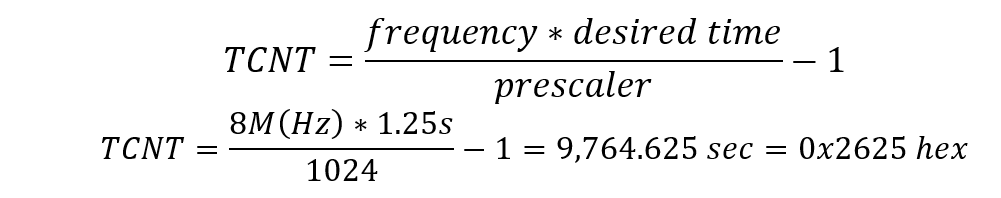 TCNT = frequency * desired time / prescaler − 1
TCNT = 8M(Hz) * 1.25s / 1024 − 1 = 9,764.625 sec = 0x2625 hex